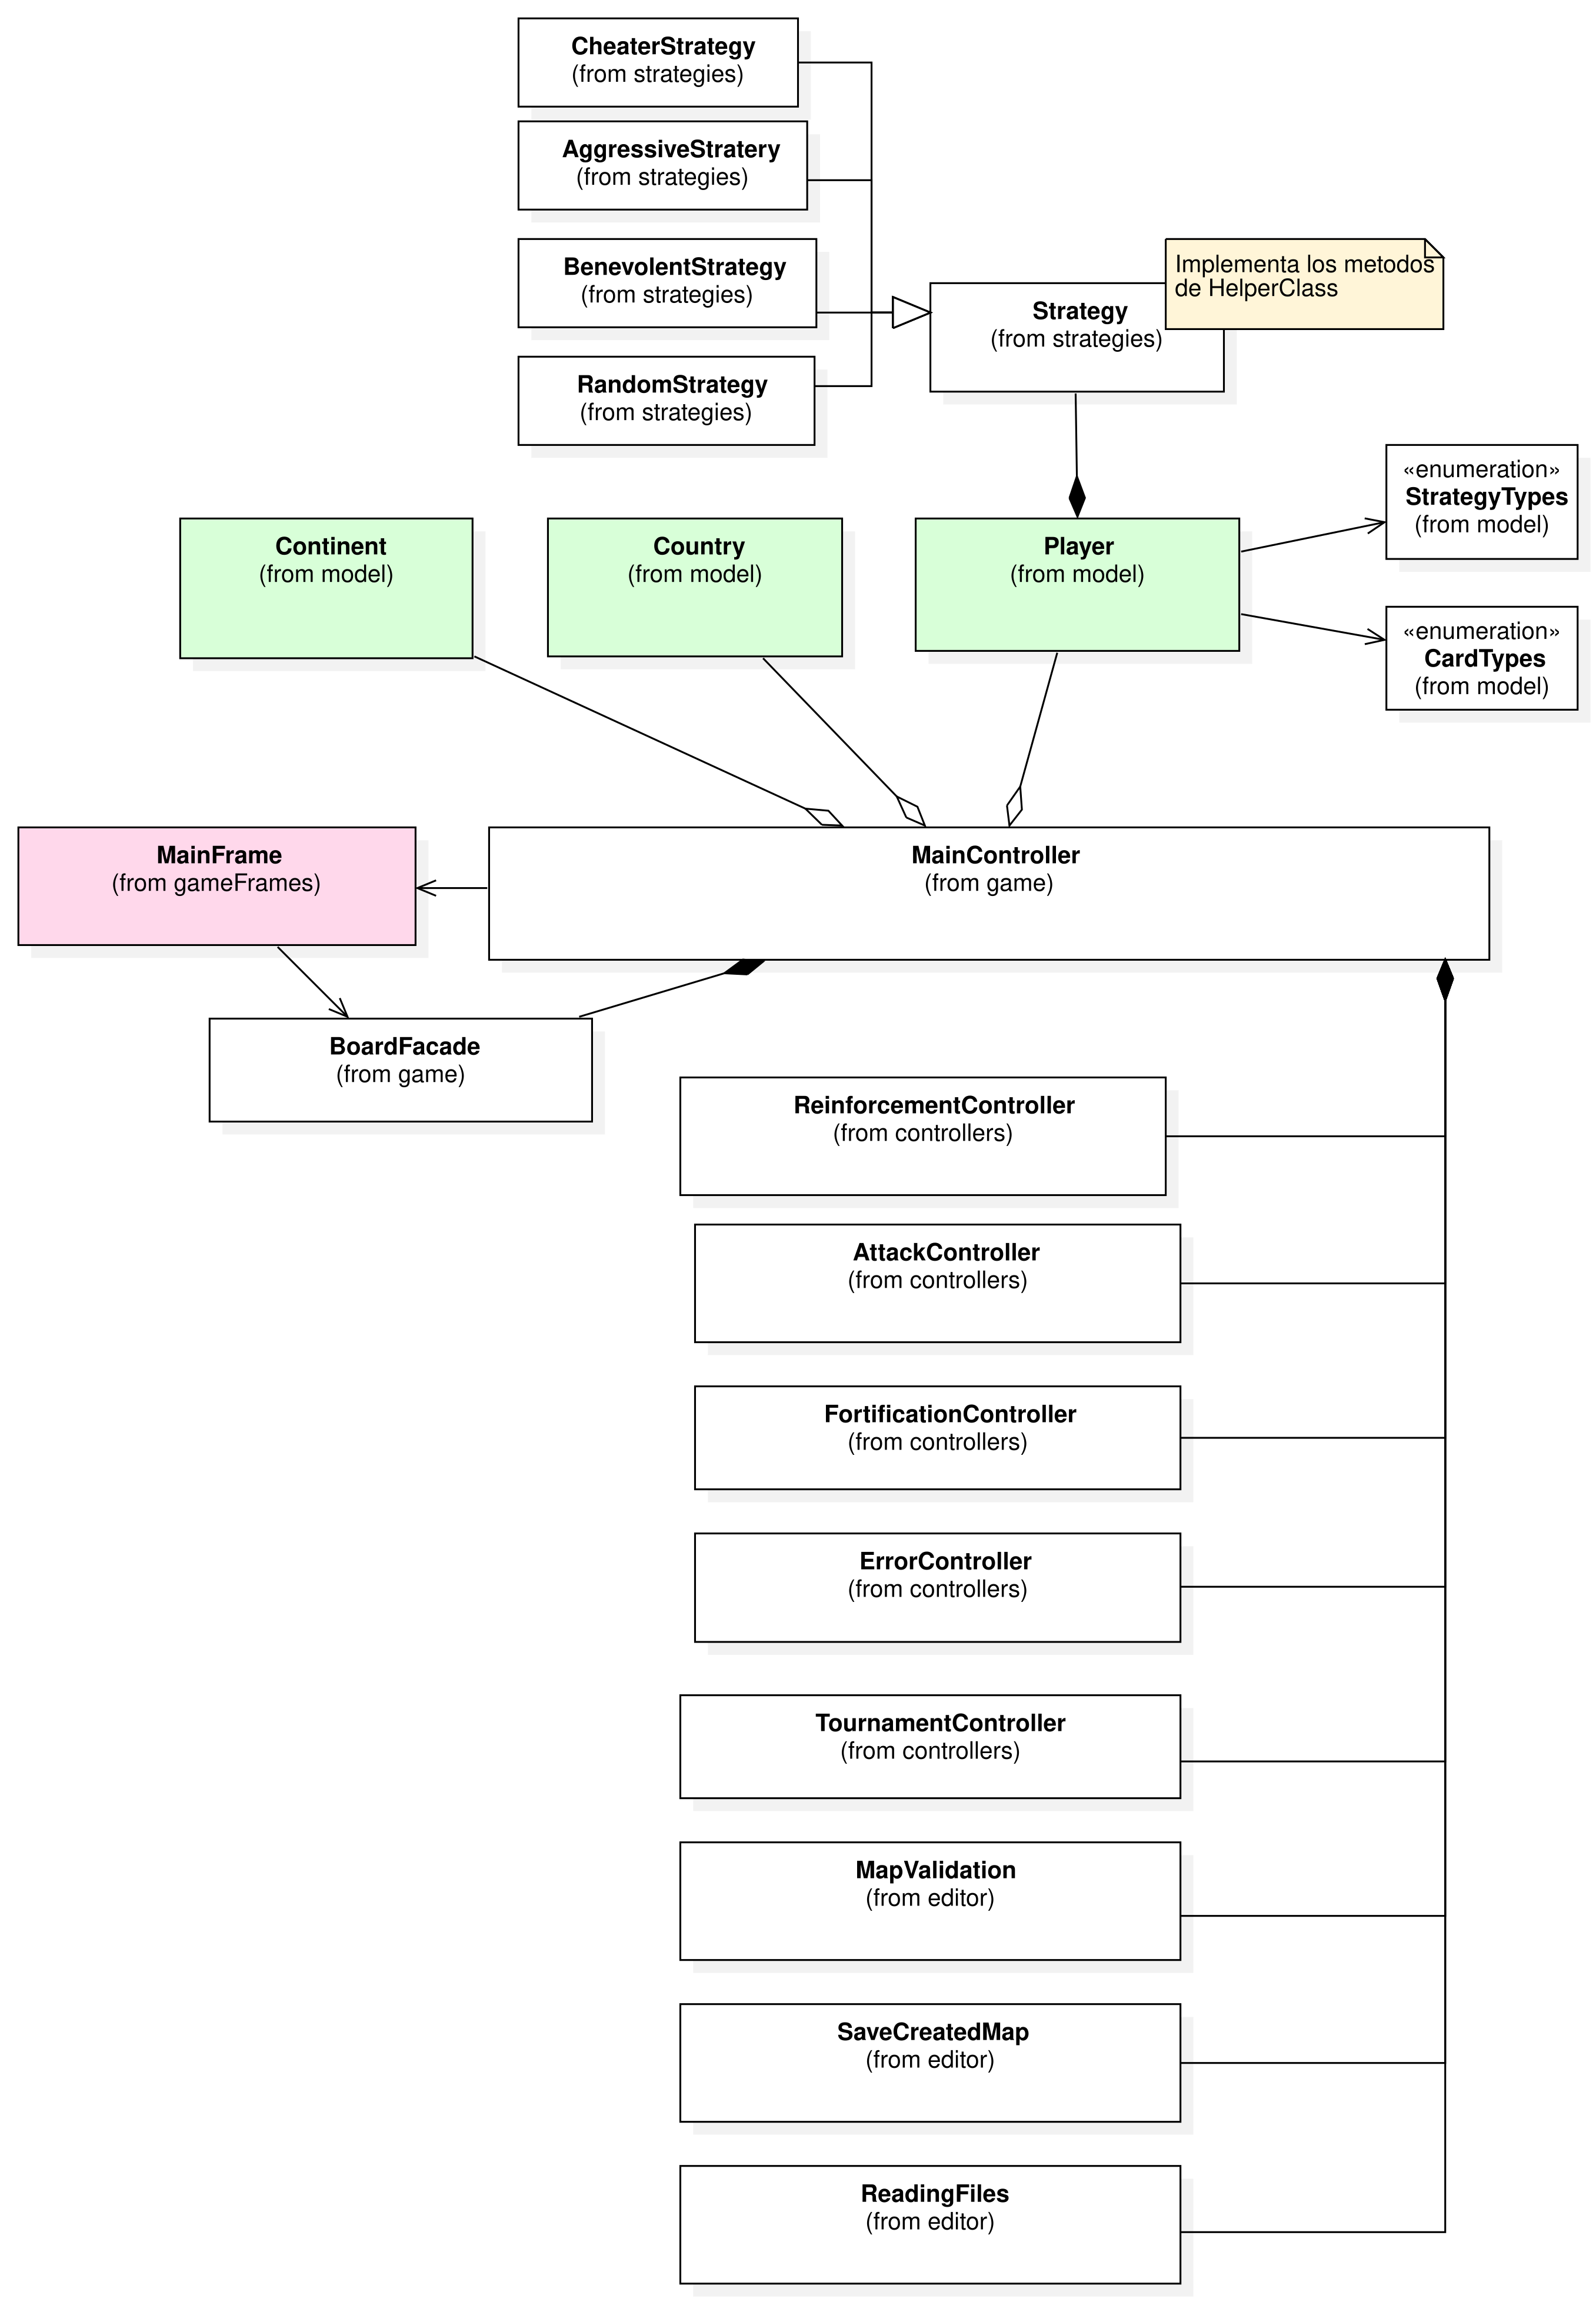 CheaterStrategy
(from strategies)
AggressiveStratery
(from strategies)
BenevolentStrategy
(from strategies)
RandomStrategy
(from strategies)
Strategy
(from strategies)
Implementa los metodos
de HelperClass
«enumeration»
StrategyTypes
(from model)
Continent
(from model)
Country
(from model)
Player
(from model)
«enumeration»
CardTypes
(from model)
MainFrame
(from gameFrames)
MainController
(from game)
BoardFacade
(from game)
ReinforcementController
(from controllers)
AttackController
(from controllers)
FortificationController
(from controllers)
ErrorController
(from controllers)
TournamentController
(from controllers)
MapValidation
(from editor)
SaveCreatedMap
(from editor)
ReadingFiles
(from editor)